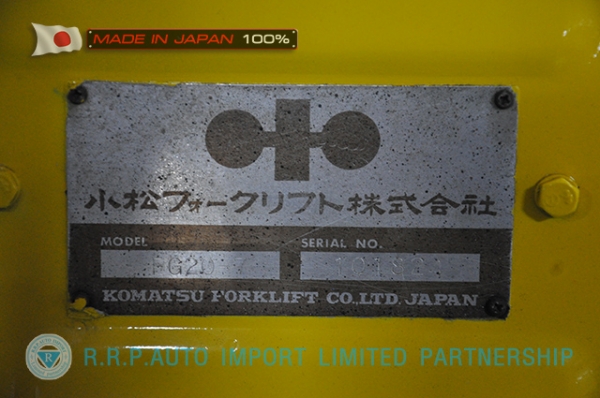 MADE IN JAPAN 100%
小松フォークリフト株式会社
MODEL
SERIAL NO.
KOMATSU FORKLIFT CO.,LTD. JAPAN
R.R.P.AUTO IMPORT LIMITED PARTNERSHIP